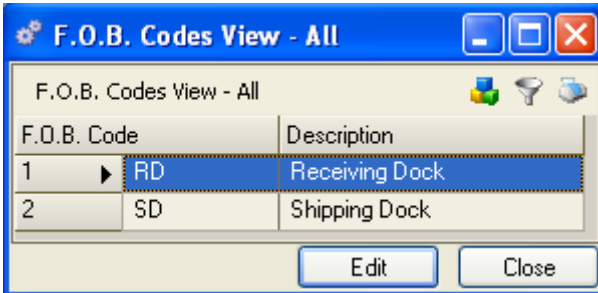 F.O.B. Codes View - All
F.O.B. Codes View - All
F.O.B. Code Description
1 RD Receiving Dock
2 SD Shipping Dock
Edit Close